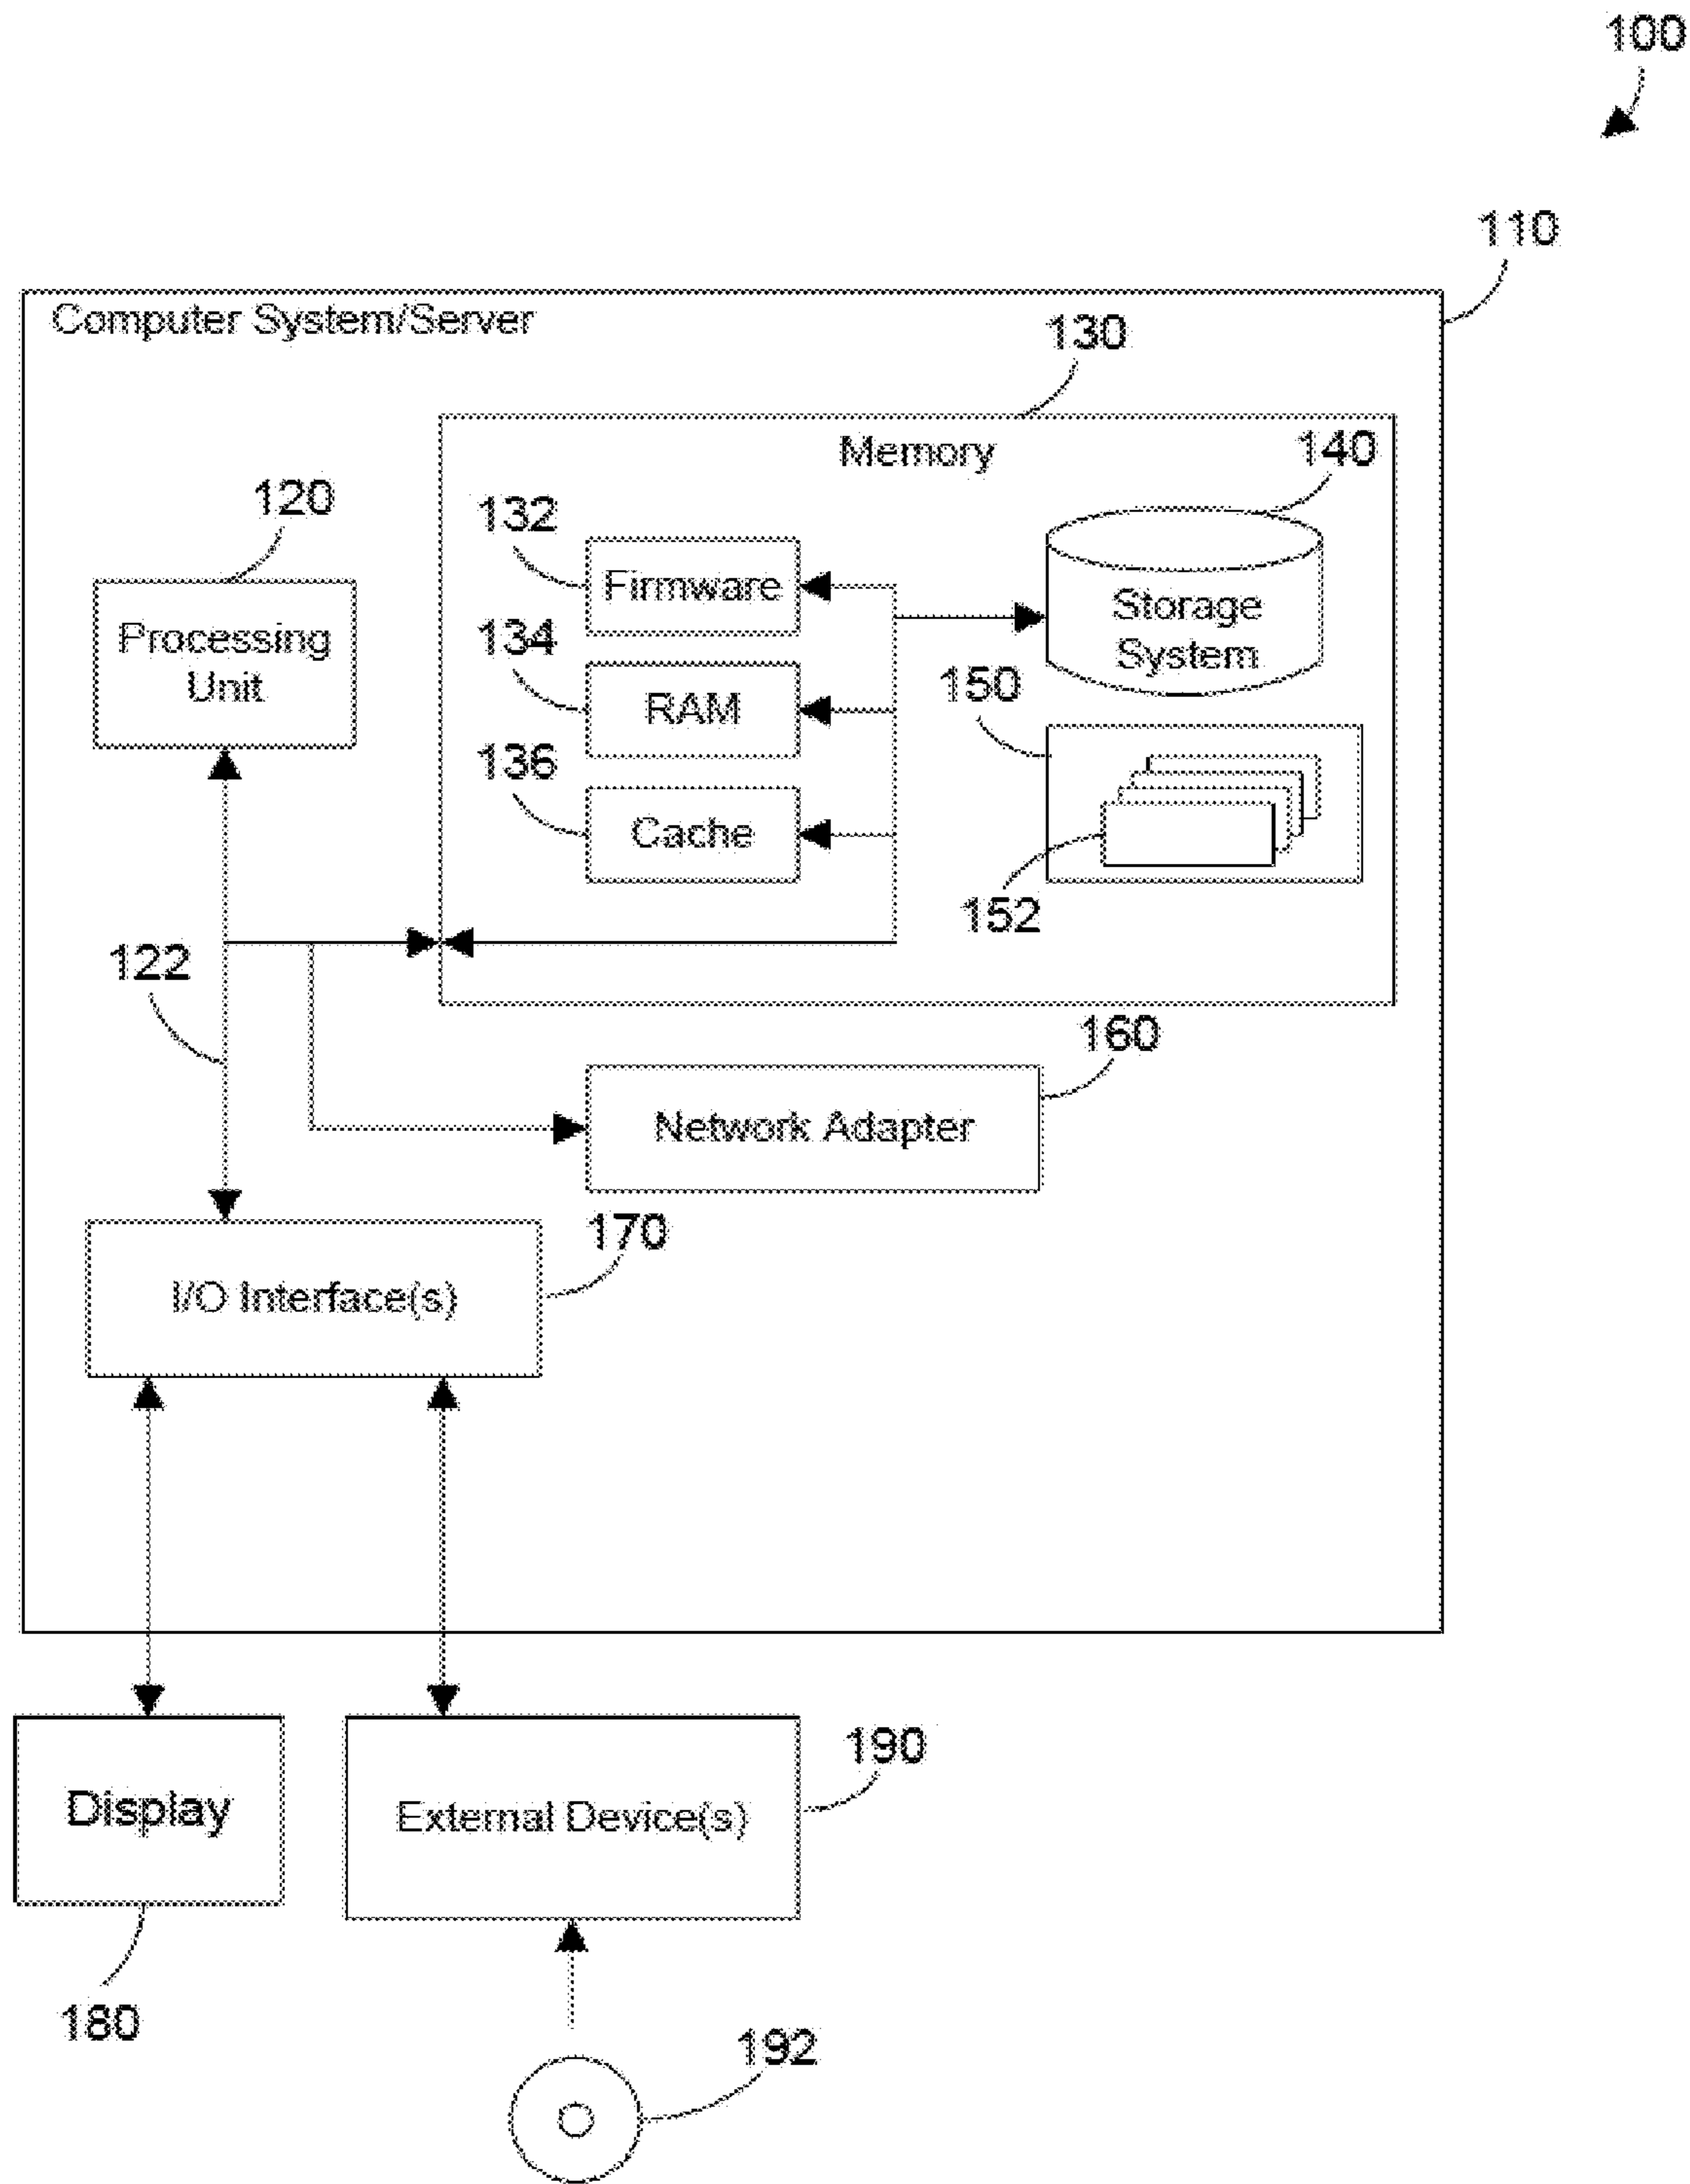 100
110
Computer System/Server
130
Memory
140
120
132
Firmware
Storage
System
Processing
Unit
134
RAM
150
136
Cache
152
122
160
Network Adapter
170
I/O Interface(s)
190
Display
External Device(s)
180
192